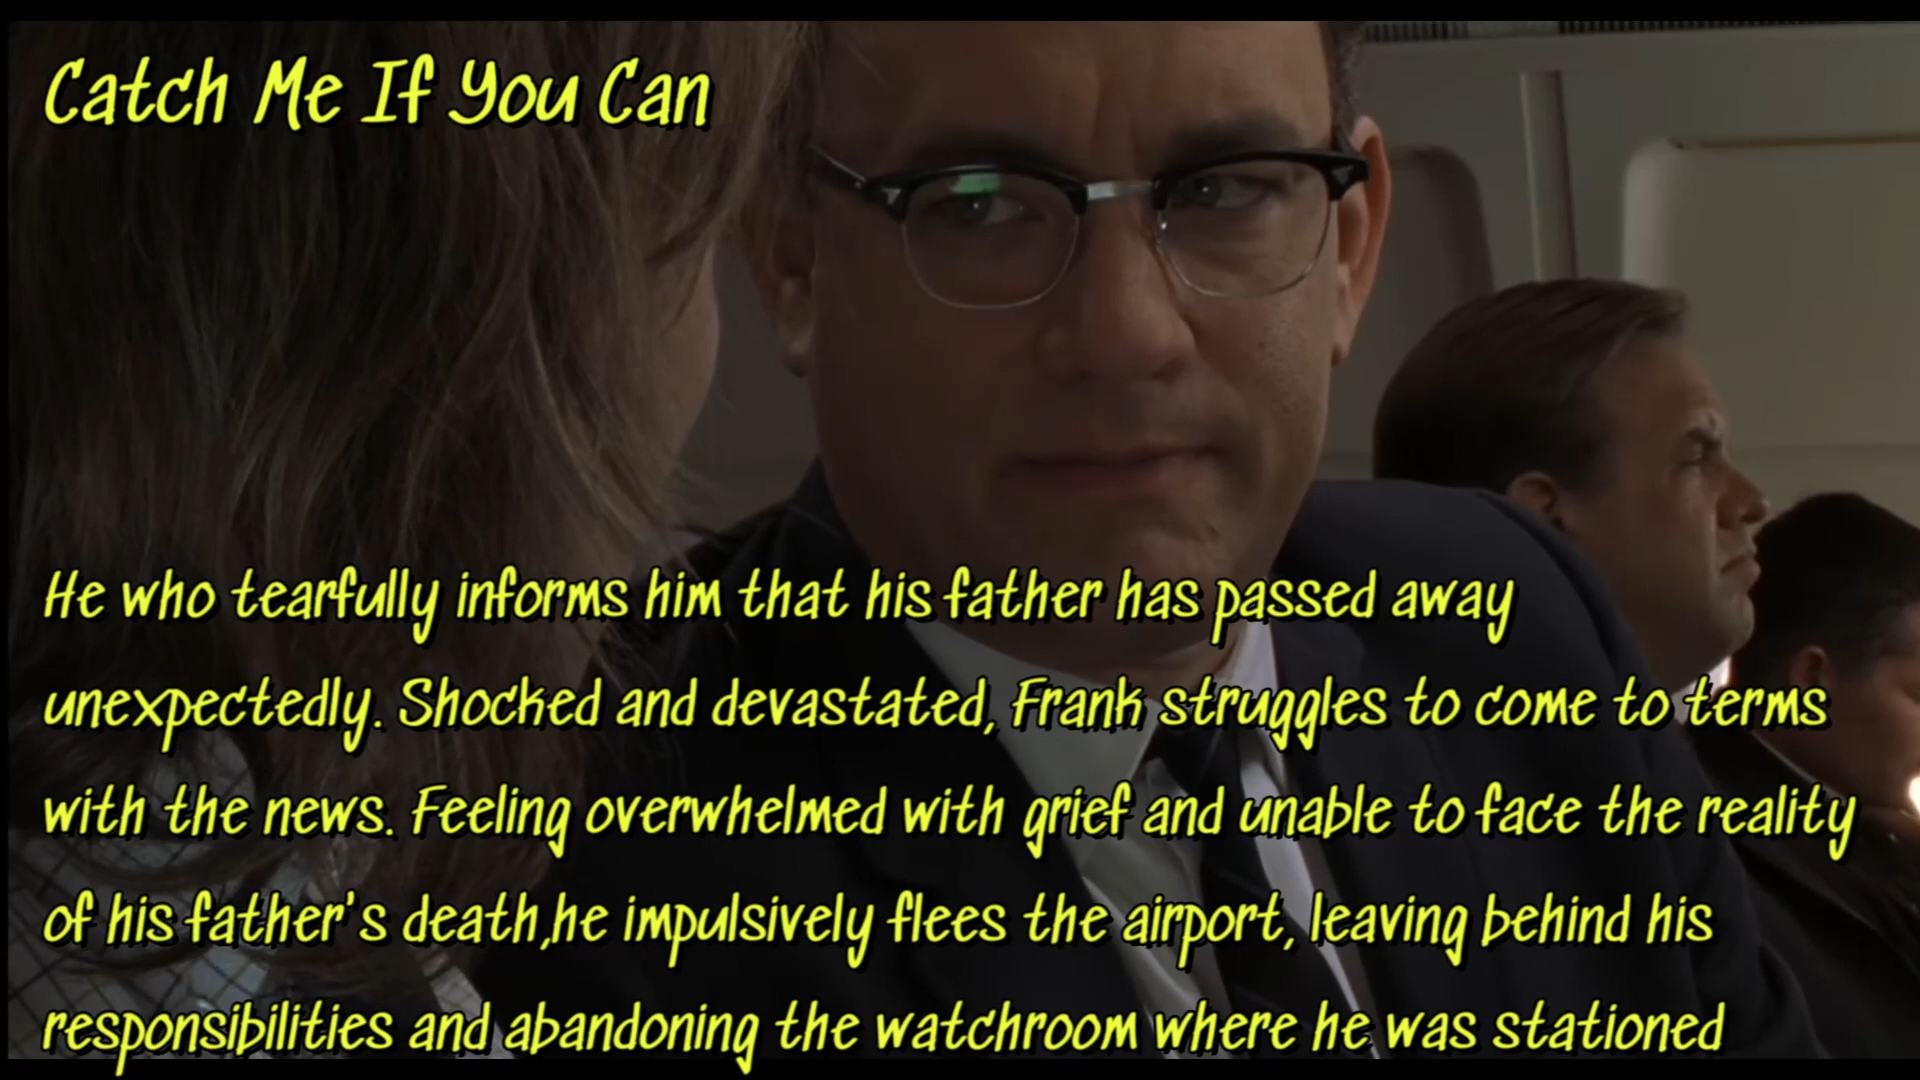 Catch Me If You Can
He who tearfully informs him that his father has passed away
unexpectedly. Shocked and devastated, Frank struggles to come to terms
with the news. Feeling overwhelmed with grief and unable to face the reality
of his father's death,he impulsively flees the airport, leaving behind his
responsibilities and abandoning the watchroom where he was stationed